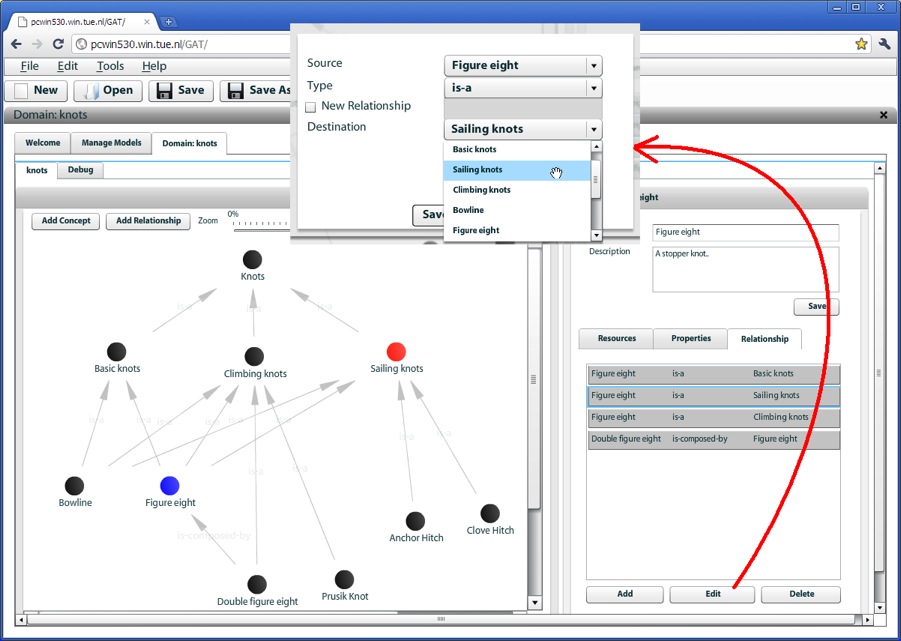 pcwin530.win.tue.nl/GAT/
pcwin530.win.tue.nl/GAT/
File Edit Tools Help
New Open Save Save As
Domain: knots
Welcome Manage Models Domain: knots
knots Debug
Add Concept Add Relationship Zoom 0%
Source Figure eight
Type is-a
New Relationship
Destination Sailing knots
Basic knots
Sailing knots
Climbing knots
Bowline
Figure eight
Save
eight
Figure eight
Description A stopper knot..
Save
Resources Properties Relationship
Figure eight is-a Basic knots
Figure eight is-a Sailing knots
Figure eight is-a Climbing knots
Double figure eight is-composed-by Figure eight
Add Edit Delete
Knots
is-a is-a is-a
Basic knots Climbing knots Sailing knots
is-a is-a is-a is-a is-a is-a
is-a is-a
Bowline Figure eight
Anchor Hitch Clove Hitch
is-composed-by
Double figure eight Prusik Knot